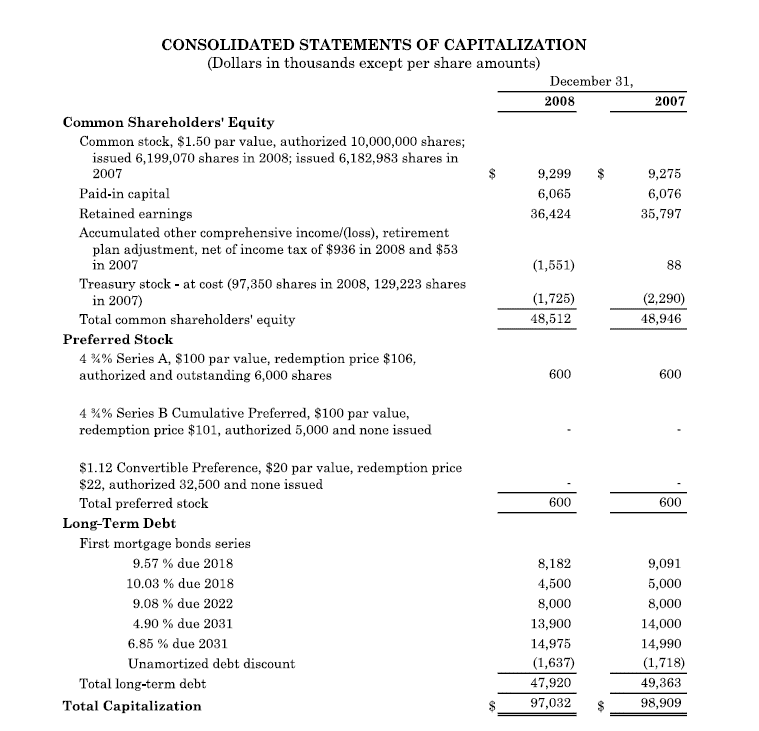 CONSOLIDATED STATEMENTS OF CAPITALIZATION
(Dollars in thousands except per share amounts)
December 31,
2008 2007
Common Shareholders' Equity
Common stock, $1.50 par value, authorized 10,000,000 shares;
issued 6,199,070 shares in 2008; issued 6,182,983 shares in
2007 $ 9,299 $ 9,275
Paid-in capital 6,065 6,076
Retained earnings 36,424 35,797
Accumulated other comprehensive income/(loss), retirement
plan adjustment, net of income tax of $936 in 2008 and $53
in 2007 (1,551) 88
Treasury stock - at cost (97,350 shares in 2008, 129,223 shares
in 2007) (1,725) (2,290)
Total common shareholders' equity 48,512 48,946
Preferred Stock
4 ¾% Series A, $100 par value, redemption price $106,
authorized and outstanding 6,000 shares 600 600
4 ¾% Series B Cumulative Preferred, $100 par value,
redemption price $101, authorized 5,000 and none issued - -
$1.12 Convertible Preference, $20 par value, redemption price
$22, authorized 32,500 and none issued - -
Total preferred stock 600 600
Long-Term Debt
First mortgage bonds series
9.57 % due 2018 8,182 9,091
10.03 % due 2018 4,500 5,000
9.08 % due 2022 8,000 8,000
4.90 % due 2031 13,900 14,000
6.85 % due 2031 14,975 14,990
Unamortized debt discount (1,637) (1,718)
Total long-term debt 47,920 49,363
Total Capitalization $ 97,032 $ 98,909